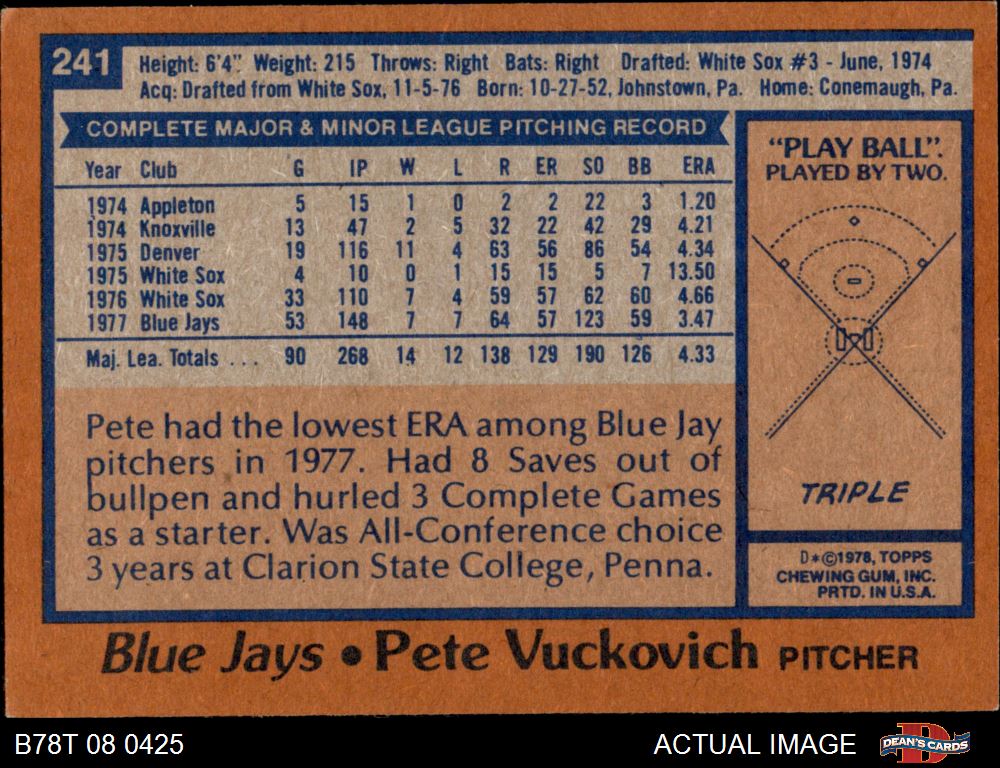 241
Height: 6'4" Weight: 215 Throws: Right Bats: Right Drafted: White Sox #3 - June, 1974
Acq: Drafted from White Sox, 11-5-76 Born: 10-27-52, Johnstown, Pa. Home: Conemaugh, Pa.
COMPLETE MAJOR & MINOR LEAGUE PITCHING RECORD
Year Club G IP W L R ER SO BB ERA
1974 Appleton 5 15 1 0 2 2 22 3 1.20
1974 Knoxville 13 47 2 5 32 22 42 29 4.21
1975 Denver 19 116 11 4 63 56 86 54 4.34
1975 White Sox 4 10 0 1 15 15 5 7 13.50
1976 White Sox 33 110 7 4 59 57 62 60 4.66
1977 Blue Jays 53 148 7 7 64 57 123 59 3.47
Maj. Lea. Totals ... 90 268 14 12 138 129 190 126 4.33
Pete had the lowest ERA among Blue Jay
pitchers in 1977. Had 8 Saves out of
bullpen and hurled 3 Complete Games
as a starter. Was All-Conference choice
3 years at Clarion State College, Penna.
"PLAY BALL".
PLAYED BY TWO.
TRIPLE
D*©1978, TOPPS
CHEWING GUM, INC.
PRTD. IN U.S.A.
Blue Jays • Pete Vuckovich PITCHER
B78T 08 0425
ACTUAL IMAGE
DEAN'S CARDS